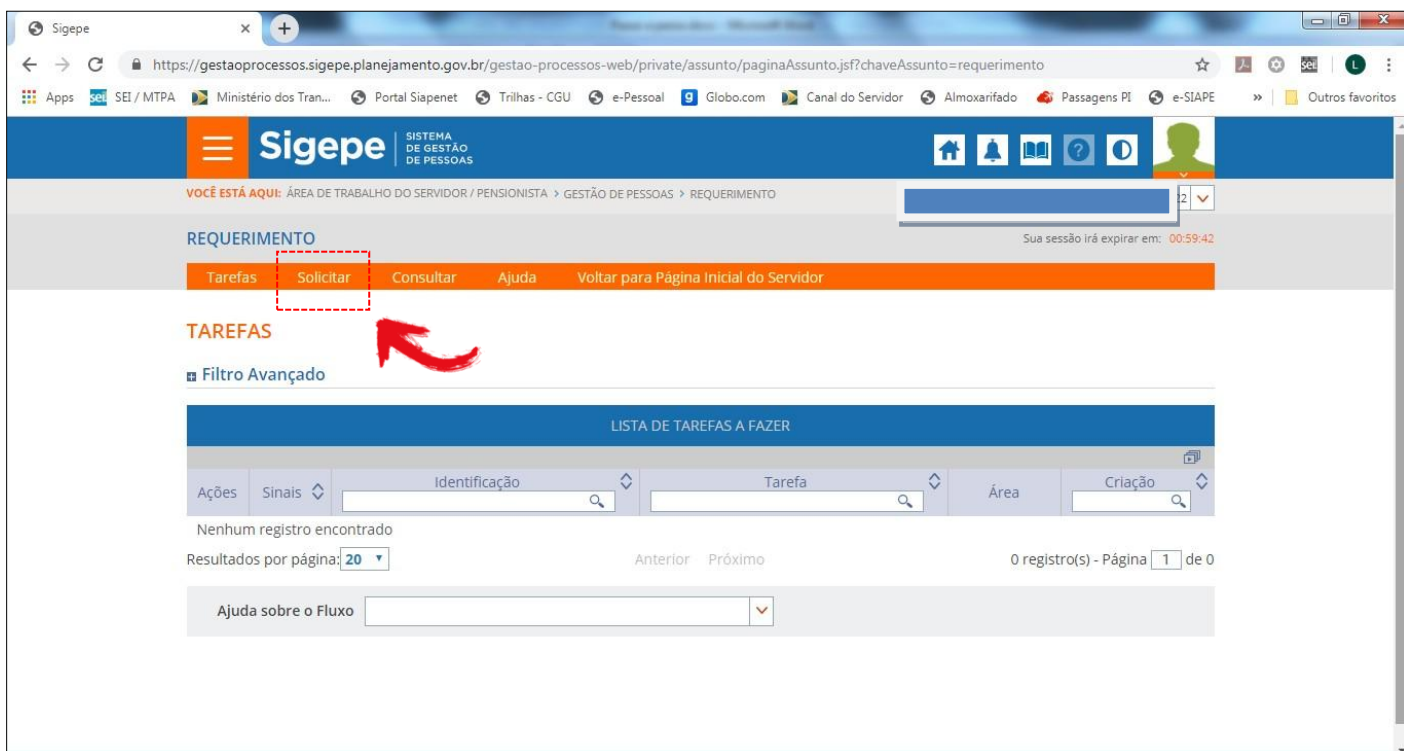 Sigepe
https://gestaoprocessos.sigepe.planejamento.gov.br/gestao-processos-web/private/assunto/paginaAssunto.jsf?chaveAssunto=requerimento
L
Apps sei! SEI / MTPA Ministério dos Tran... Portal Siapenet Trilhas - CGU e-Pessoal g Globo.com Canal do Servidor Almoxarifado Passagens PI e-SIAPE » Outros favoritos
Sigepe
SISTEMA
DE GESTÃO
DE PESSOAS
VOCÊ ESTÁ AQUI: ÁREA DE TRABALHO DO SERVIDOR / PENSIONISTA > GESTÃO DE PESSOAS > REQUERIMENTO
REQUERIMENTO
Sua sessão irá expirar em: 00:59:42
Tarefas Solicitar Consultar Ajuda Voltar para Página Inicial do Servidor
TAREFAS
Filtro Avançado
LISTA DE TAREFAS A FAZER
Ações Sinais Identificação Tarefa Área Criação
Nenhum registro encontrado
Resultados por página: 20 Anterior Próximo 0 registro(s) - Página 1 de 0
Ajuda sobre o Fluxo